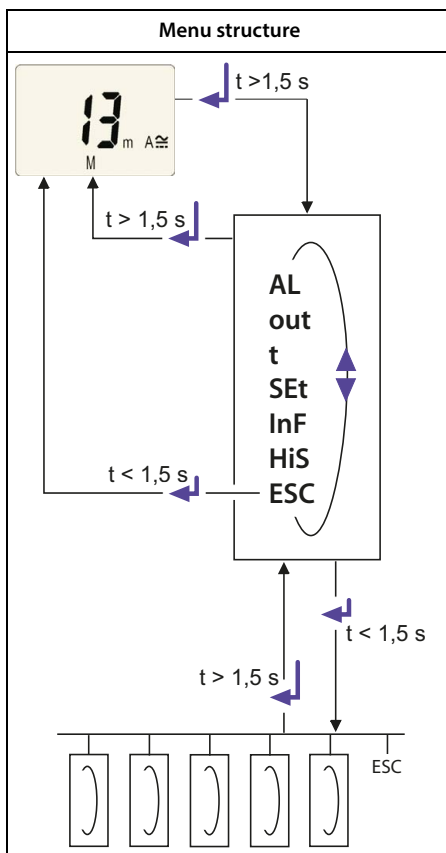 Menu structure
t >1,5 s
13 m A≅
M
t > 1,5 s
AL
out
t
SEt
InF
HiS
ESC
t < 1,5 s
t < 1,5 s
t > 1,5 s
ESC